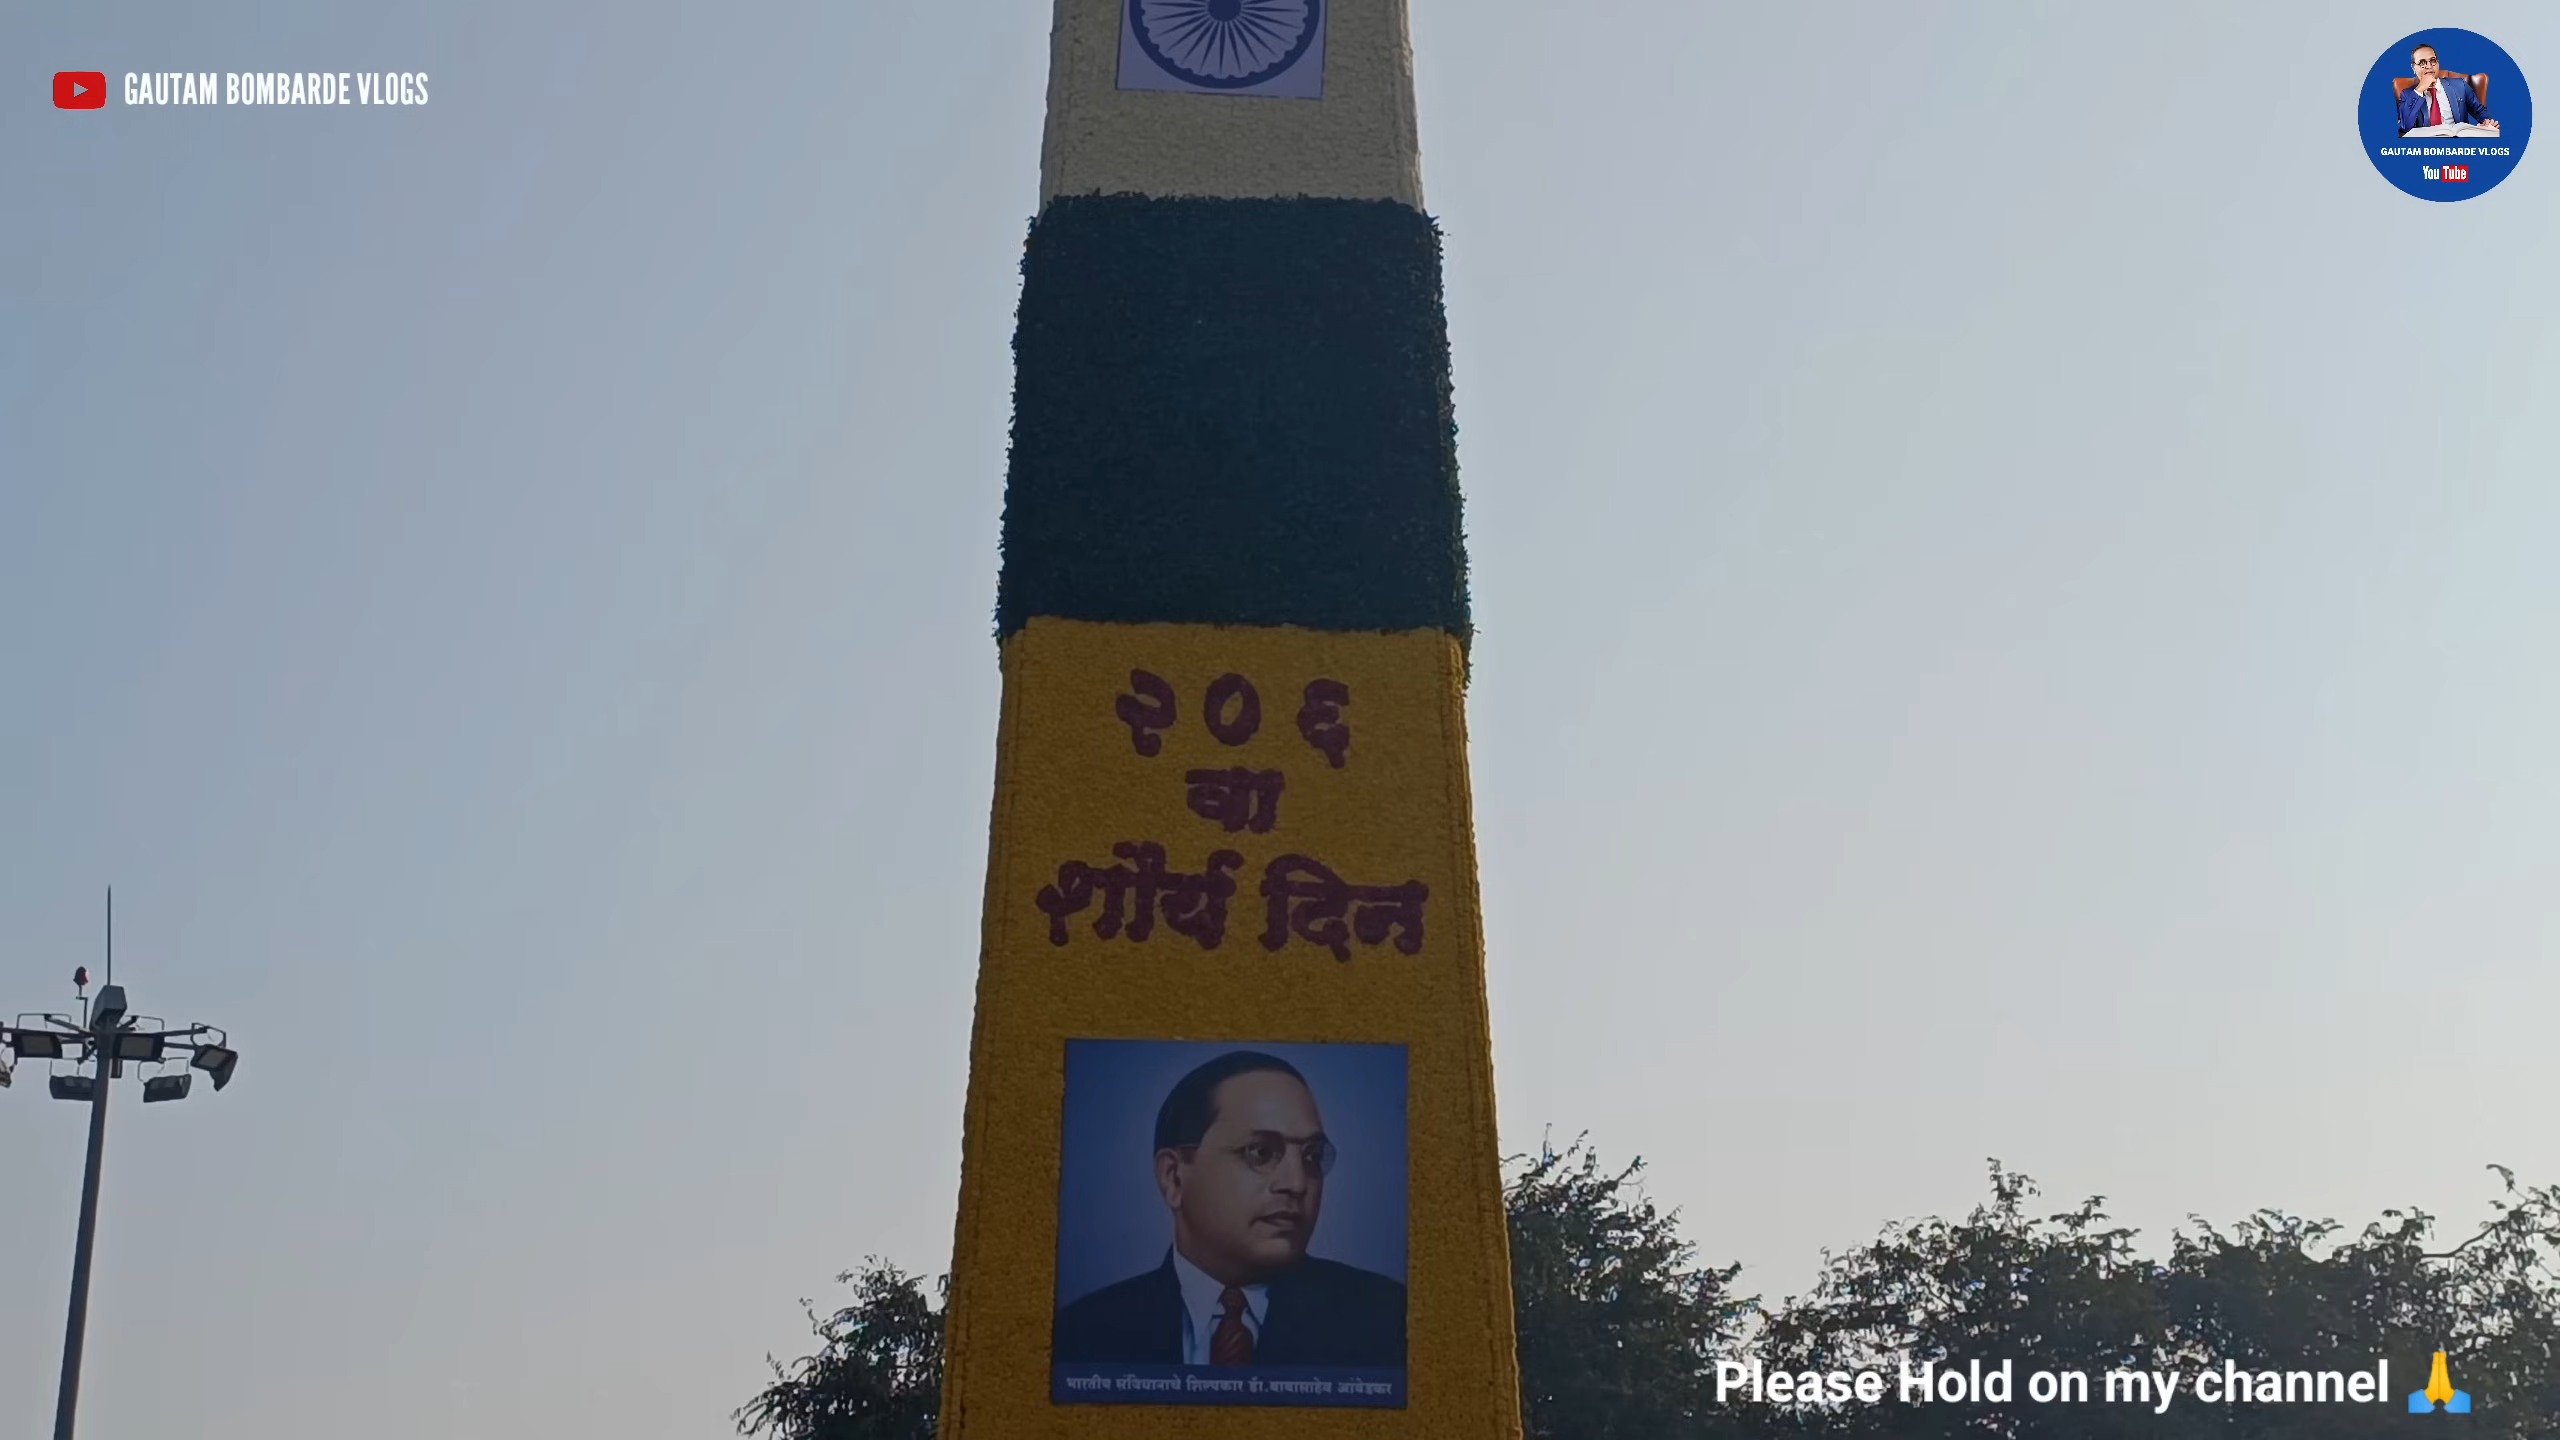 GAUTAM BOMBARDE VLOGS
GAUTAM BOMBARDE VLOGS
YouTube
२०६
वा
शौर्य दिन
भारतीय संविधानाचे शिल्पकार डॉ.बाबासाहेब आंबेडकर
Please Hold on my channel 🙏